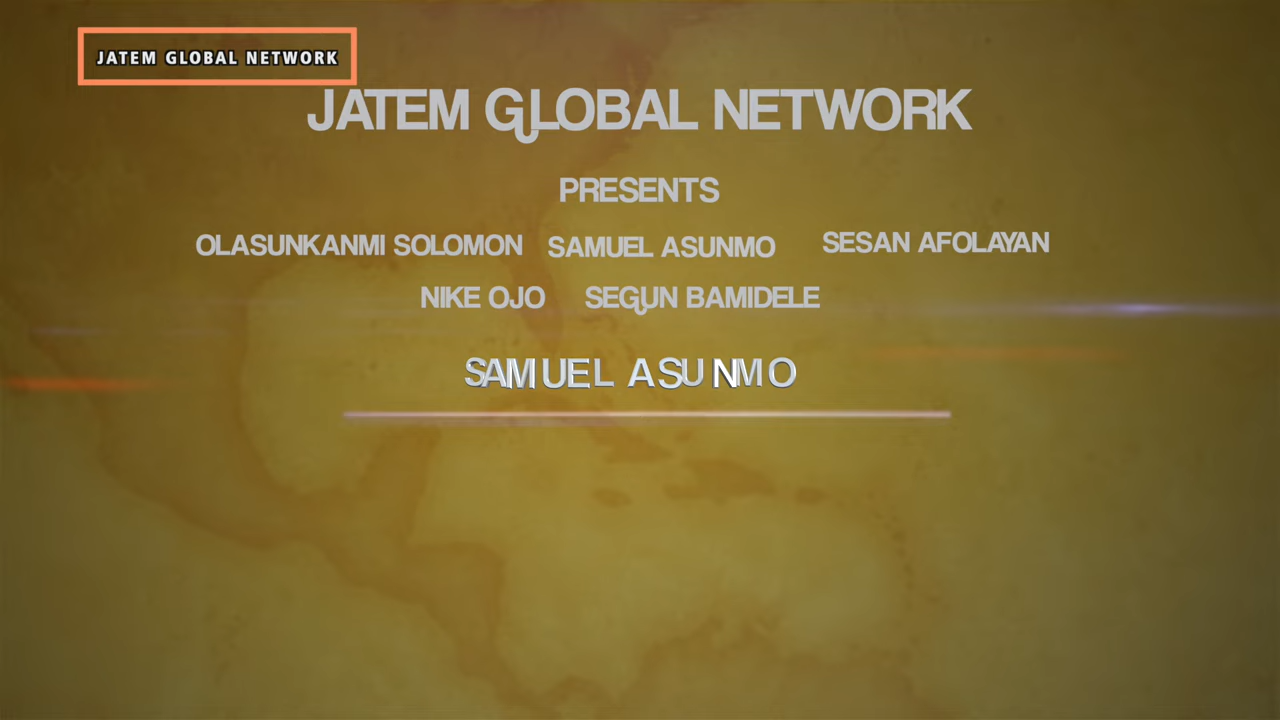 JATEM GLOBAL NETWORK
JATEM GLOBAL NETWORK
PRESENTS
OLASUNKANMI SOLOMON SAMUEL ASUNMO SESAN AFOLAYAN
NIKE OJO SEGUN BAMIDELE
SAMUEL ASUNMO